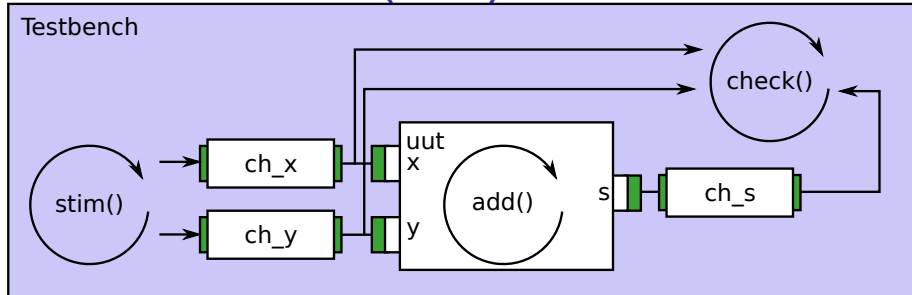 Testbench
check()
uut
x
ch_x
stim()
add()
s
ch_s
ch_y
y